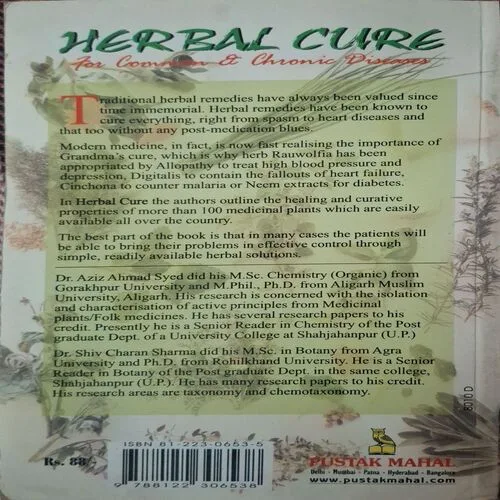 HERBAL CURE
for Common & Chronic Diseases
Traditional herbal remedies have always been valued since
time immemorial. Herbal remedies have been known to
cure everything, right from spasm to heart diseases and
that too without any post-medication blues.
Modern medicine, in fact, is now fast realising the importance of
Grandma's cure, which is why herb Rauwolfia has been
appropriated by Allopathy to treat high blood pressure and
depression, Digitalis to contain the fallouts of heart failure,
Cinchona to counter malaria or Neem extracts for diabetes.
In Herbal Cure the authors outline the healing and curative
properties of more than 100 medicinal plants which are easily
available all over the country.
The best part of the book is that in many cases the patients will
be able to bring their problems in effective control through
simple, readily available herbal solutions.
Dr. Aziz Ahmad Syed did his M.Sc. Chemistry (Organic) from
Gorakhpur University and M.Phil., Ph.D. from Aligarh Muslim
University, Aligarh. His research is concerned with the isolation
and characterisation of active principles from Medicinal
plants/Folk medicines. He has several research papers to his
credit. Presently he is a Senior Reader in Chemistry of the Post
graduate Dept. of a University College at Shahjahanpur (U.P.)
Dr. Shiv Charan Sharma did his M.Sc. in Botany from Agra
University and Ph.D. from Rohilkhand University. He is a Senior
Reader in Botany of the Post graduate Dept. in the same college,
Shahjahanpur (U.P.). He has many research papers to his credit.
His research areas are taxonomy and chemotaxonomy.
8010 D
ISBN 81-223-0653-5
Rs. 88/-
9 788122 306538
PUSTAK MAHAL
Delhi - Mumbai - Patna - Hyderabad - Bangalore
www.pustakmahal.com